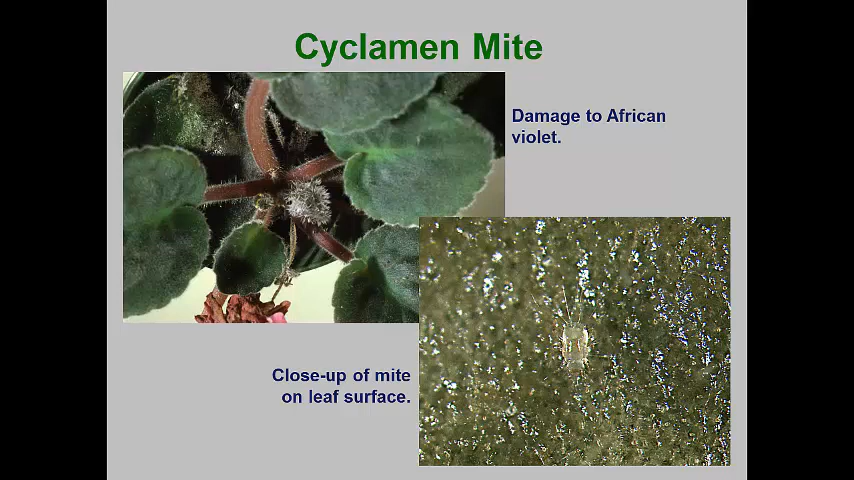 Cyclamen Mite
Damage to African
violet.
Close-up of mite
on leaf surface.